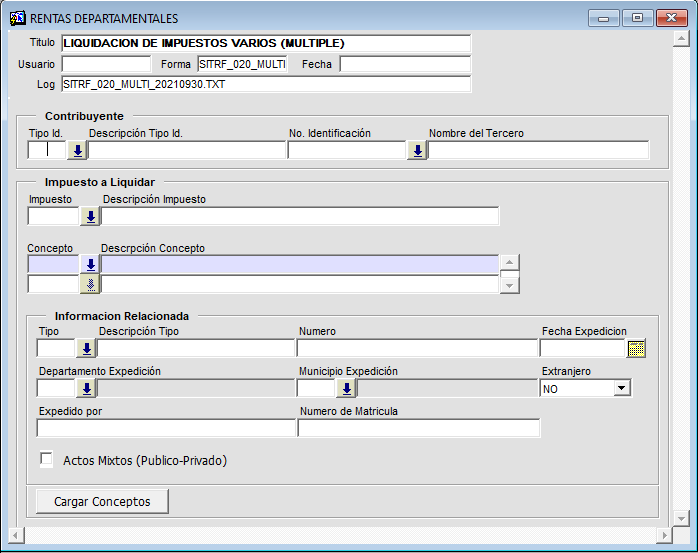 RENTAS DEPARTAMENTALES
Titulo LIQUIDACION DE IMPUESTOS VARIOS (MULTIPLE)
Usuario Forma SITRF_020_MULTI Fecha
Log SITRF_020_MULTI_20210930.TXT
Contribuyente
Tipo Id. Descripción Tipo Id. No. Identificación Nombre del Tercero
Impuesto a Liquidar
Impuesto Descripción Impuesto
Concepto Descrpción Concepto
Informacion Relacionada
Tipo Descripción Tipo Numero Fecha Expedicion
Departamento Expedición Municipio Expedición Extranjero
NO
Expedido por Numero de Matricula
Actos Mixtos (Publico-Privado)
Cargar Conceptos